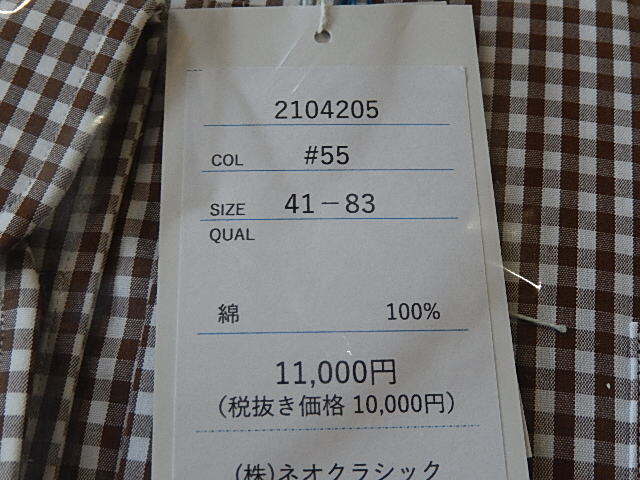 2104205
COL #55
SIZE 41－83
QUAL
綿 100%
11,000円
(税抜き価格 10,000円)
(株)ネオクラシック